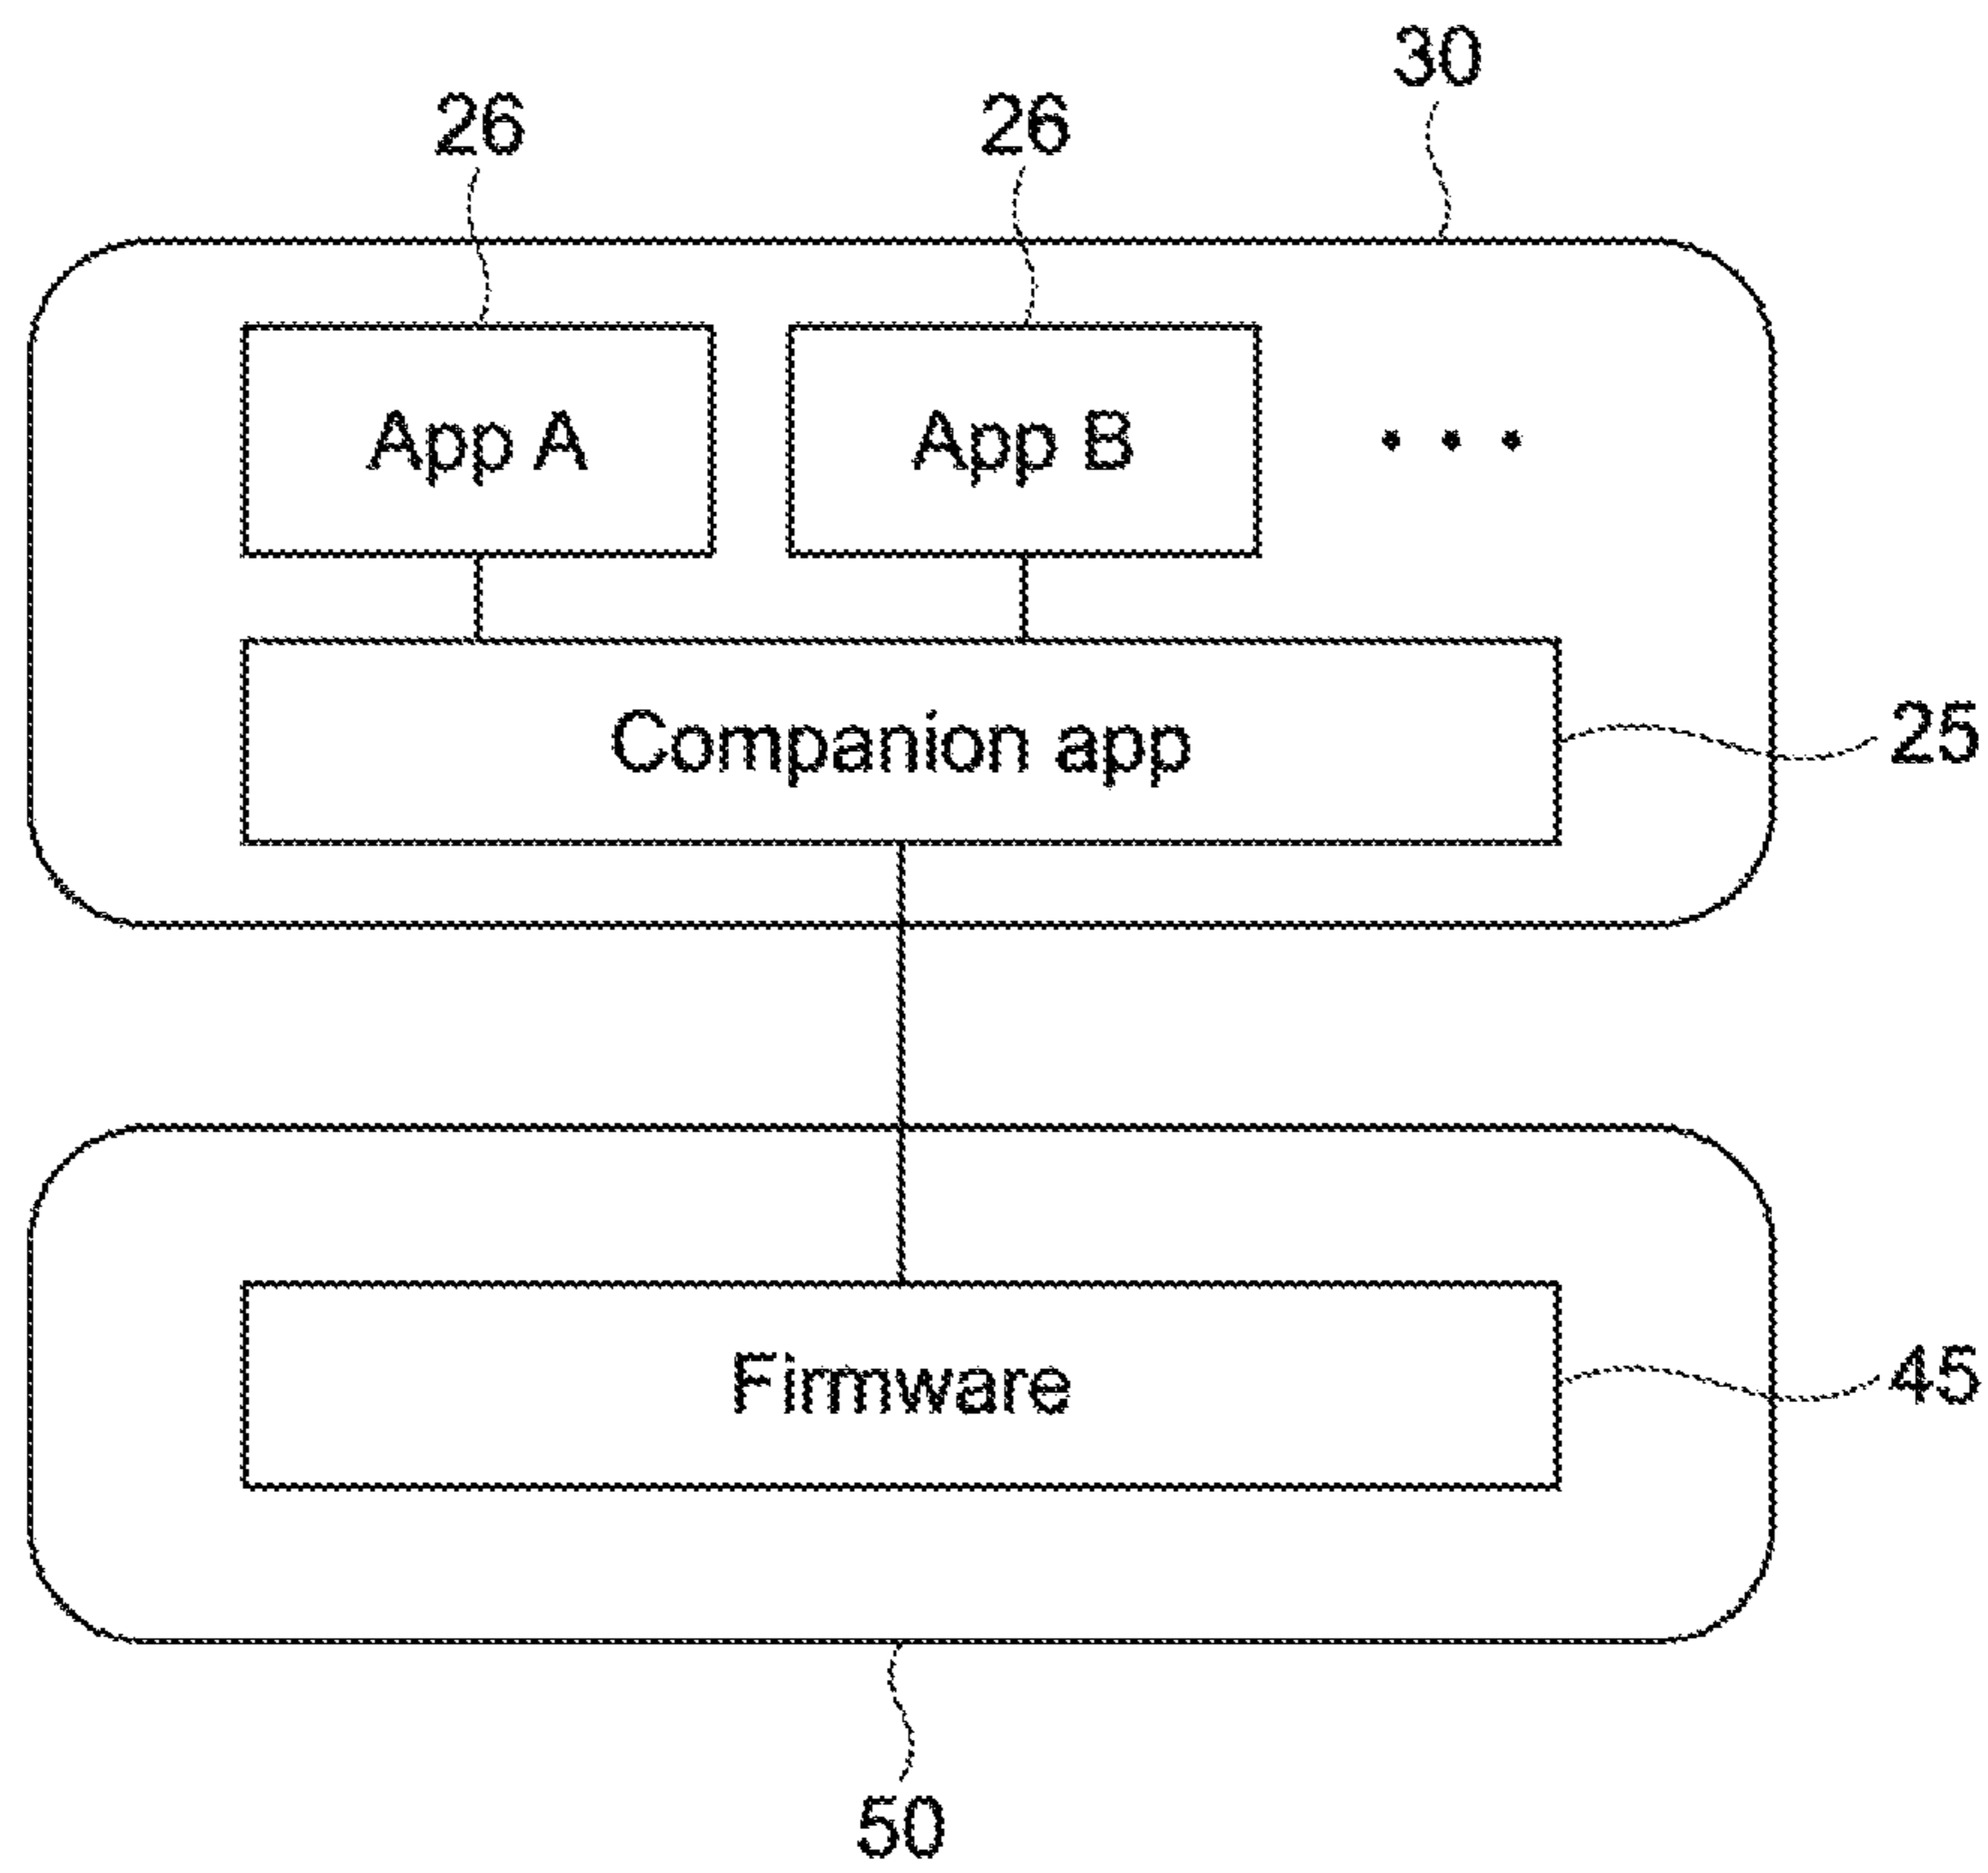 30
26 26
App A App B • • •
Companion app 25
Firmware 45
50